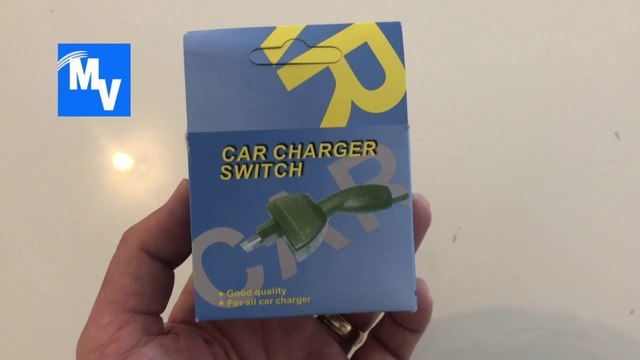 MV
R
CAR CHARGER
SWITCH
CAR
• Good quality
• For all car charger